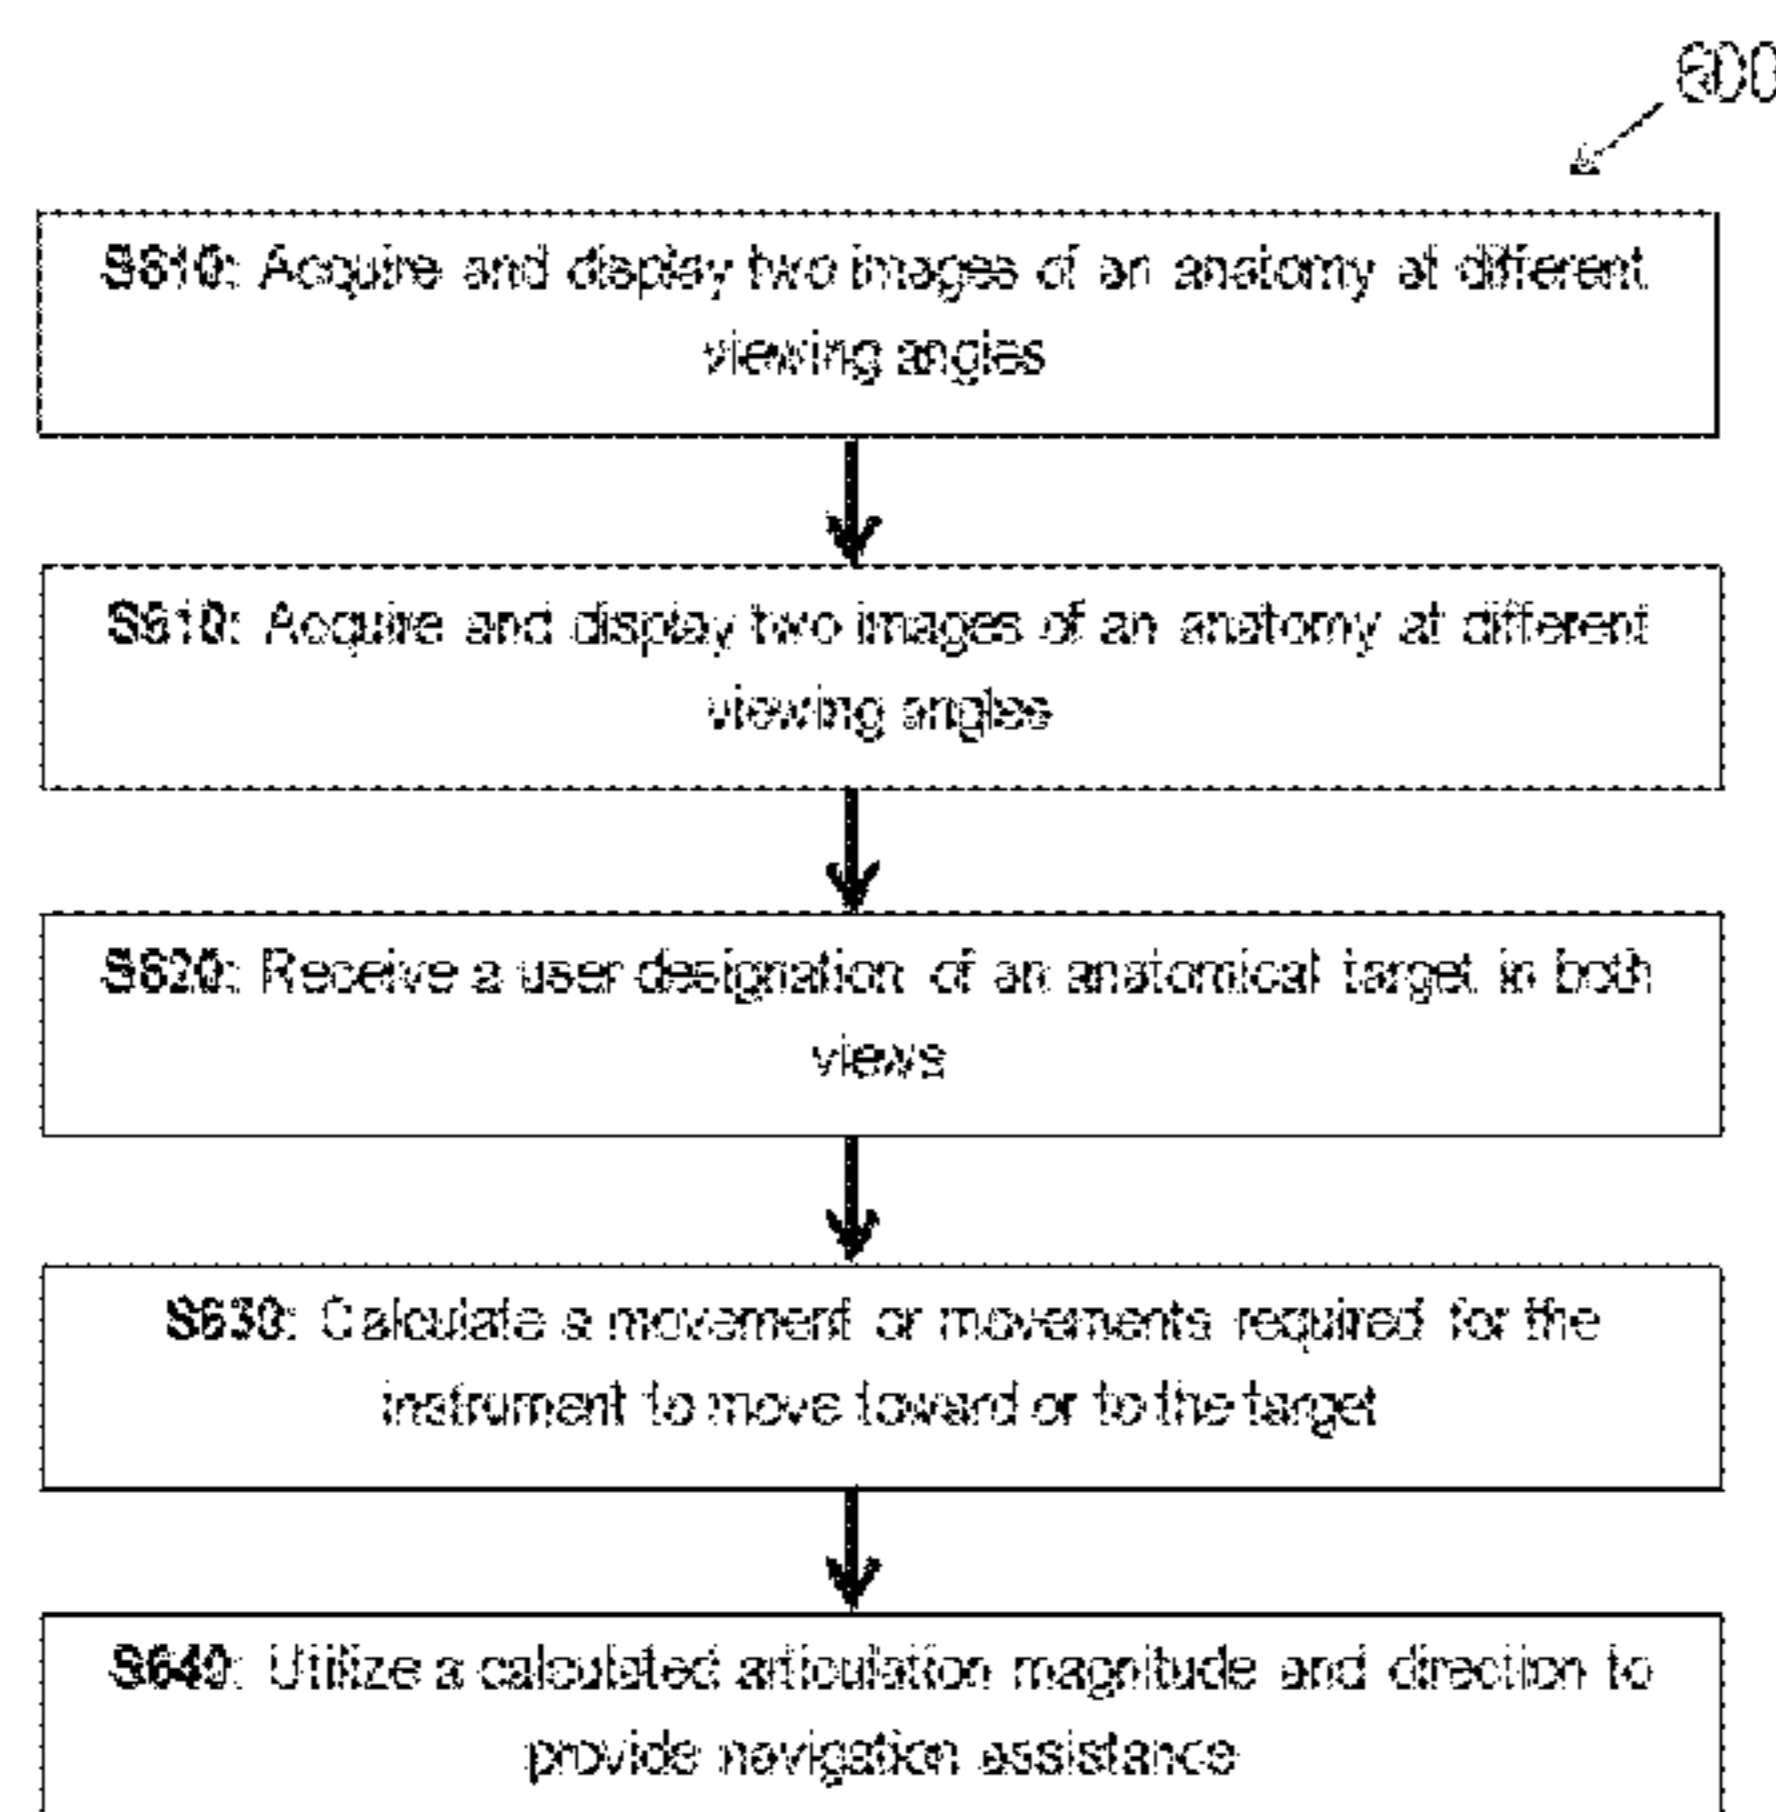 600
S610: Acquire and display two images of an anatomy at different
viewing angles
S610: Acquire and display two images of an anatomy at different
viewing angles
S620: Receive a user designation of an anatomical target in both
views
S630: Calculate a movement or movements required for the
instrument to move toward or to the target
S640: Utilize a calculated articulation magnitude and direction to
provide navigation assistance